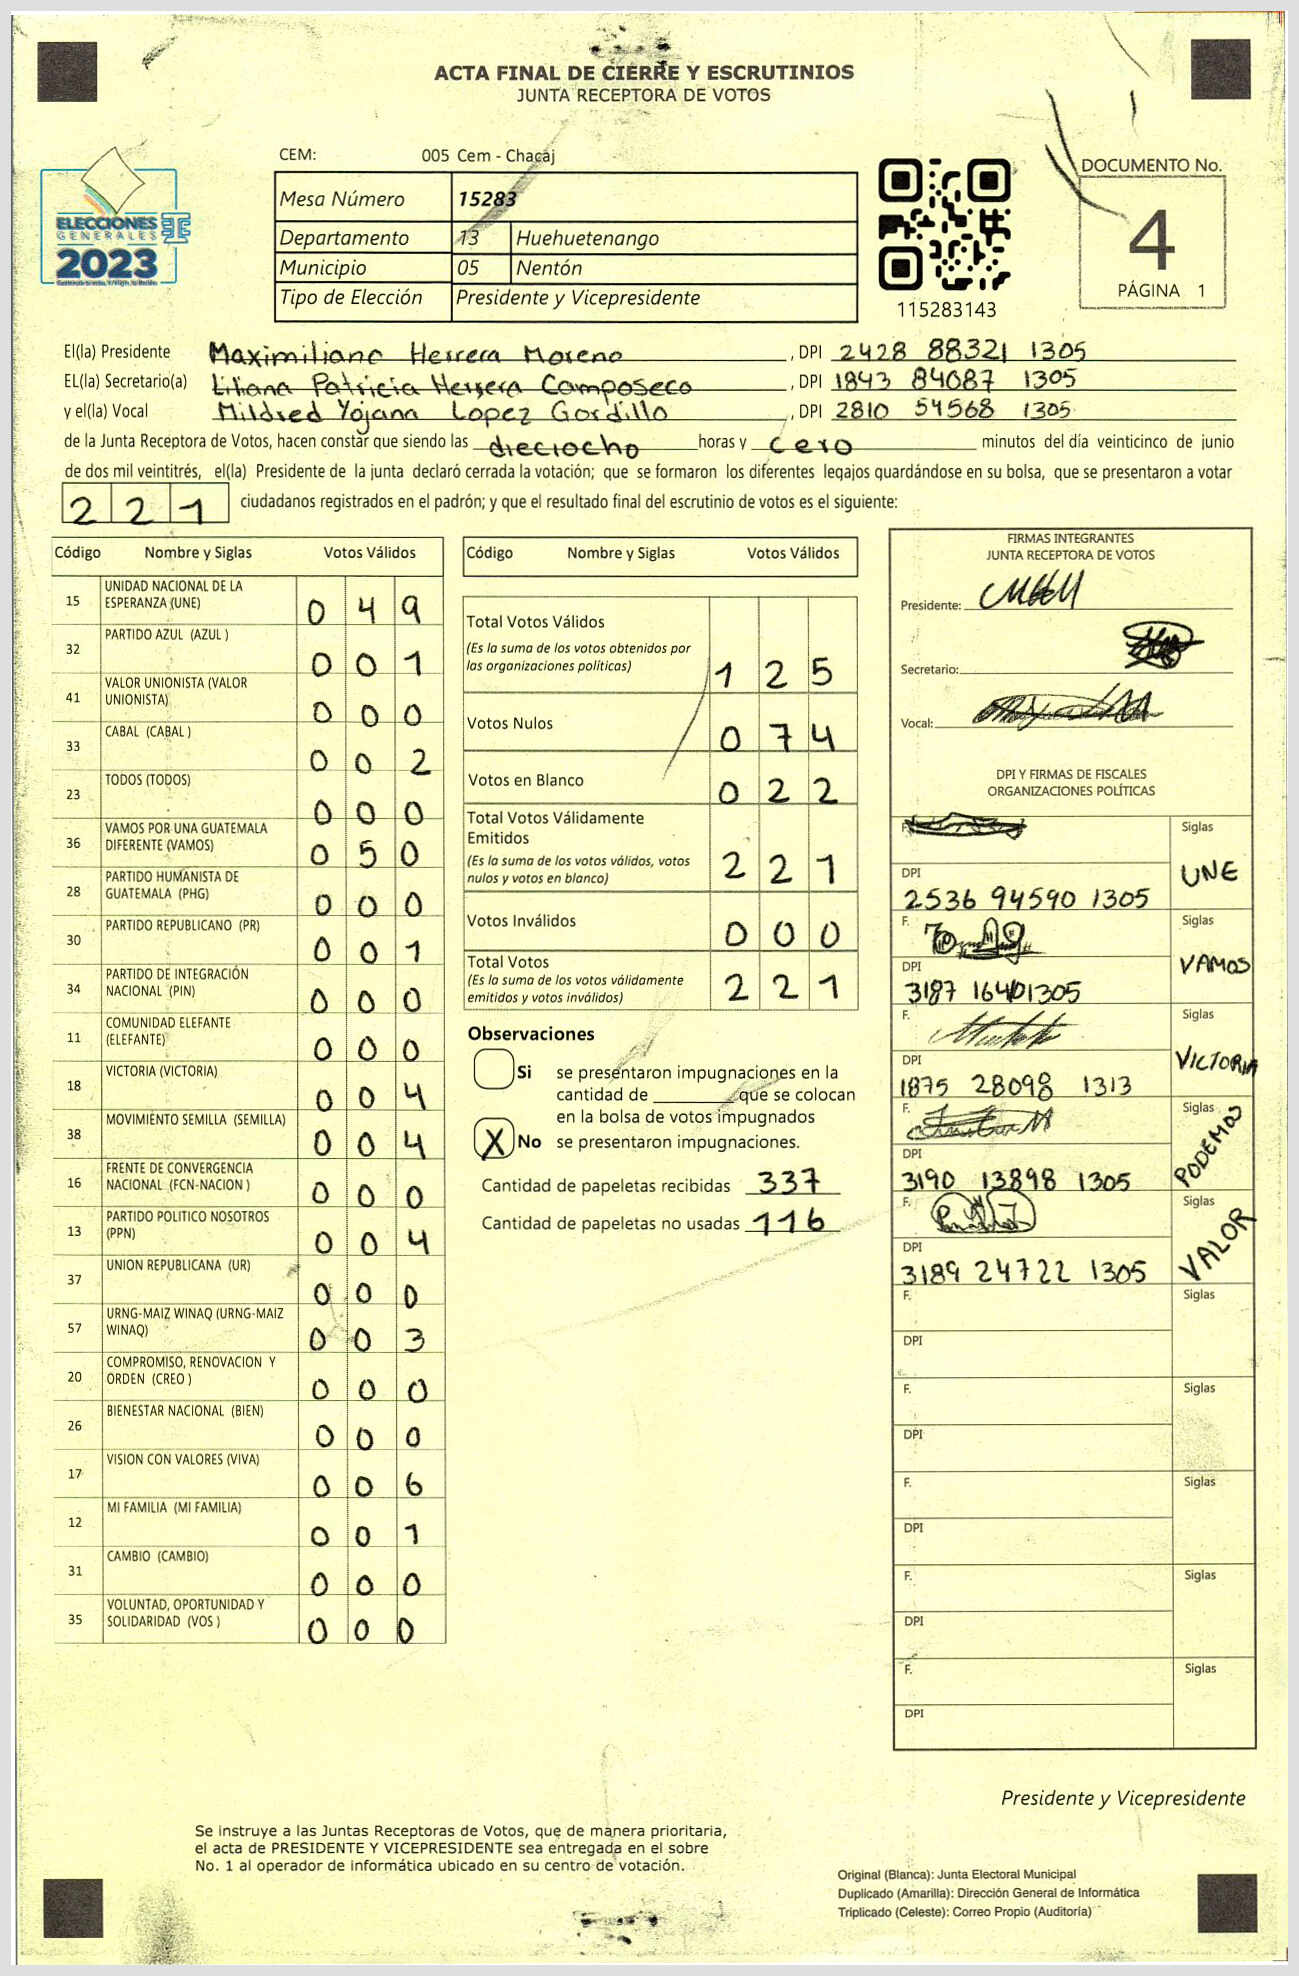 ACTA FINAL DE CIERRE Y ESCRUTINIOS
JUNTA RECEPTORA DE VOTOS
ELECCIONES
GENERALES
2023
CEM: 005 Cem - Chacaj
Mesa Número 15283
Departamento 13 Huehuetenango
Municipio 05 Nentón
Tipo de Elección Presidente y Vicepresidente
115283143
DOCUMENTO No.
4
PÁGINA 1
El(la) Presidente Maximiliano Herrera Moreno, DPI 2428 88321 1305
EL(la) Secretario(a) Liliana Patricia Herrera Camposeco, DPI 1843 84087 1305
y el(la) Vocal Mildred Yojana Lopez Gordillo, DPI 2810 54568 1305
de la Junta Receptora de Votos, hacen constar que siendo las dieciocho horas y cero minutos del día veinticinco de junio
de dos mil veintitrés, el(la) Presidente de la junta declaró cerrada la votación; que se formaron los diferentes legajos guardándose en su bolsa, que se presentaron a votar
221 ciudadanos registrados en el padrón; y que el resultado final del escrutinio de votos es el siguiente:
Código Nombre y Siglas Votos Válidos
15 UNIDAD NACIONAL DE LA ESPERANZA (UNE) 0 4 9
32 PARTIDO AZUL (AZUL ) 0 0 1
41 VALOR UNIONISTA (VALOR UNIONISTA) 0 0 0
33 CABAL (CABAL ) 0 0 2
23 TODOS (TODOS) 0 0 0
36 VAMOS POR UNA GUATEMALA DIFERENTE (VAMOS) 0 5 0
28 PARTIDO HUMANISTA DE GUATEMALA (PHG) 0 0 0
30 PARTIDO REPUBLICANO (PR) 0 0 1
34 PARTIDO DE INTEGRACIÓN NACIONAL (PIN) 0 0 0
11 COMUNIDAD ELEFANTE (ELEFANTE) 0 0 0
18 VICTORIA (VICTORIA) 0 0 4
38 MOVIMIENTO SEMILLA (SEMILLA) 0 0 4
16 FRENTE DE CONVERGENCIA NACIONAL (FCN-NACION ) 0 0 0
13 PARTIDO POLITICO NOSOTROS (PPN) 0 0 4
37 UNION REPUBLICANA (UR) 0 0 0
57 URNG-MAIZ WINAQ (URNG-MAIZ WINAQ) 0 0 3
20 COMPROMISO, RENOVACION Y ORDEN (CREO ) 0 0 0
26 BIENESTAR NACIONAL (BIEN) 0 0 0
17 VISION CON VALORES (VIVA) 0 0 6
12 MI FAMILIA (MI FAMILIA) 0 0 1
31 CAMBIO (CAMBIO) 0 0 0
35 VOLUNTAD, OPORTUNIDAD Y SOLIDARIDAD (VOS ) 0 0 0
Código Nombre y Siglas Votos Válidos
Total Votos Válidos
(Es la suma de los votos obtenidos por
las organizaciones políticas) 1 2 5
Votos Nulos 0 7 4
Votos en Blanco 0 2 2
Total Votos Válidamente
Emitidos
(Es la suma de los votos válidos, votos
nulos y votos en blanco) 2 2 1
Votos Inválidos 0 0 0
Total Votos
(Es la suma de los votos válidamente
emitidos y votos inválidos) 2 2 1
Observaciones
Si se presentaron impugnaciones en la
cantidad de ________ que se colocan
en la bolsa de votos impugnados
X No se presentaron impugnaciones.
Cantidad de papeletas recibidas 337
Cantidad de papeletas no usadas 116
FIRMAS INTEGRANTES
JUNTA RECEPTORA DE VOTOS
Presidente:
Secretario:
Vocal:
DPI Y FIRMAS DE FISCALES
ORGANIZACIONES POLÍTICAS
F. Siglas
UNE
DPI
2536 94590 1305
F. Siglas
VAMOS
DPI
3187 16401305
F. Siglas
VICTORIA
DPI
1875 28098 1313
F. Siglas
PODEMOS
DPI
3190 13898 1305
F. Siglas
VALOR
DPI
3189 24722 1305
F. Siglas
DPI
F. Siglas
DPI
F. Siglas
DPI
F. Siglas
DPI
F. Siglas
DPI
Presidente y Vicepresidente
Se instruye a las Juntas Receptoras de Votos, que de manera prioritaria,
el acta de PRESIDENTE Y VICEPRESIDENTE sea entregada en el sobre
No. 1 al operador de informática ubicado en su centro de votación.
Original (Blanca): Junta Electoral Municipal
Duplicado (Amarilla): Dirección General de Informática
Triplicado (Celeste): Correo Propio (Auditoría)